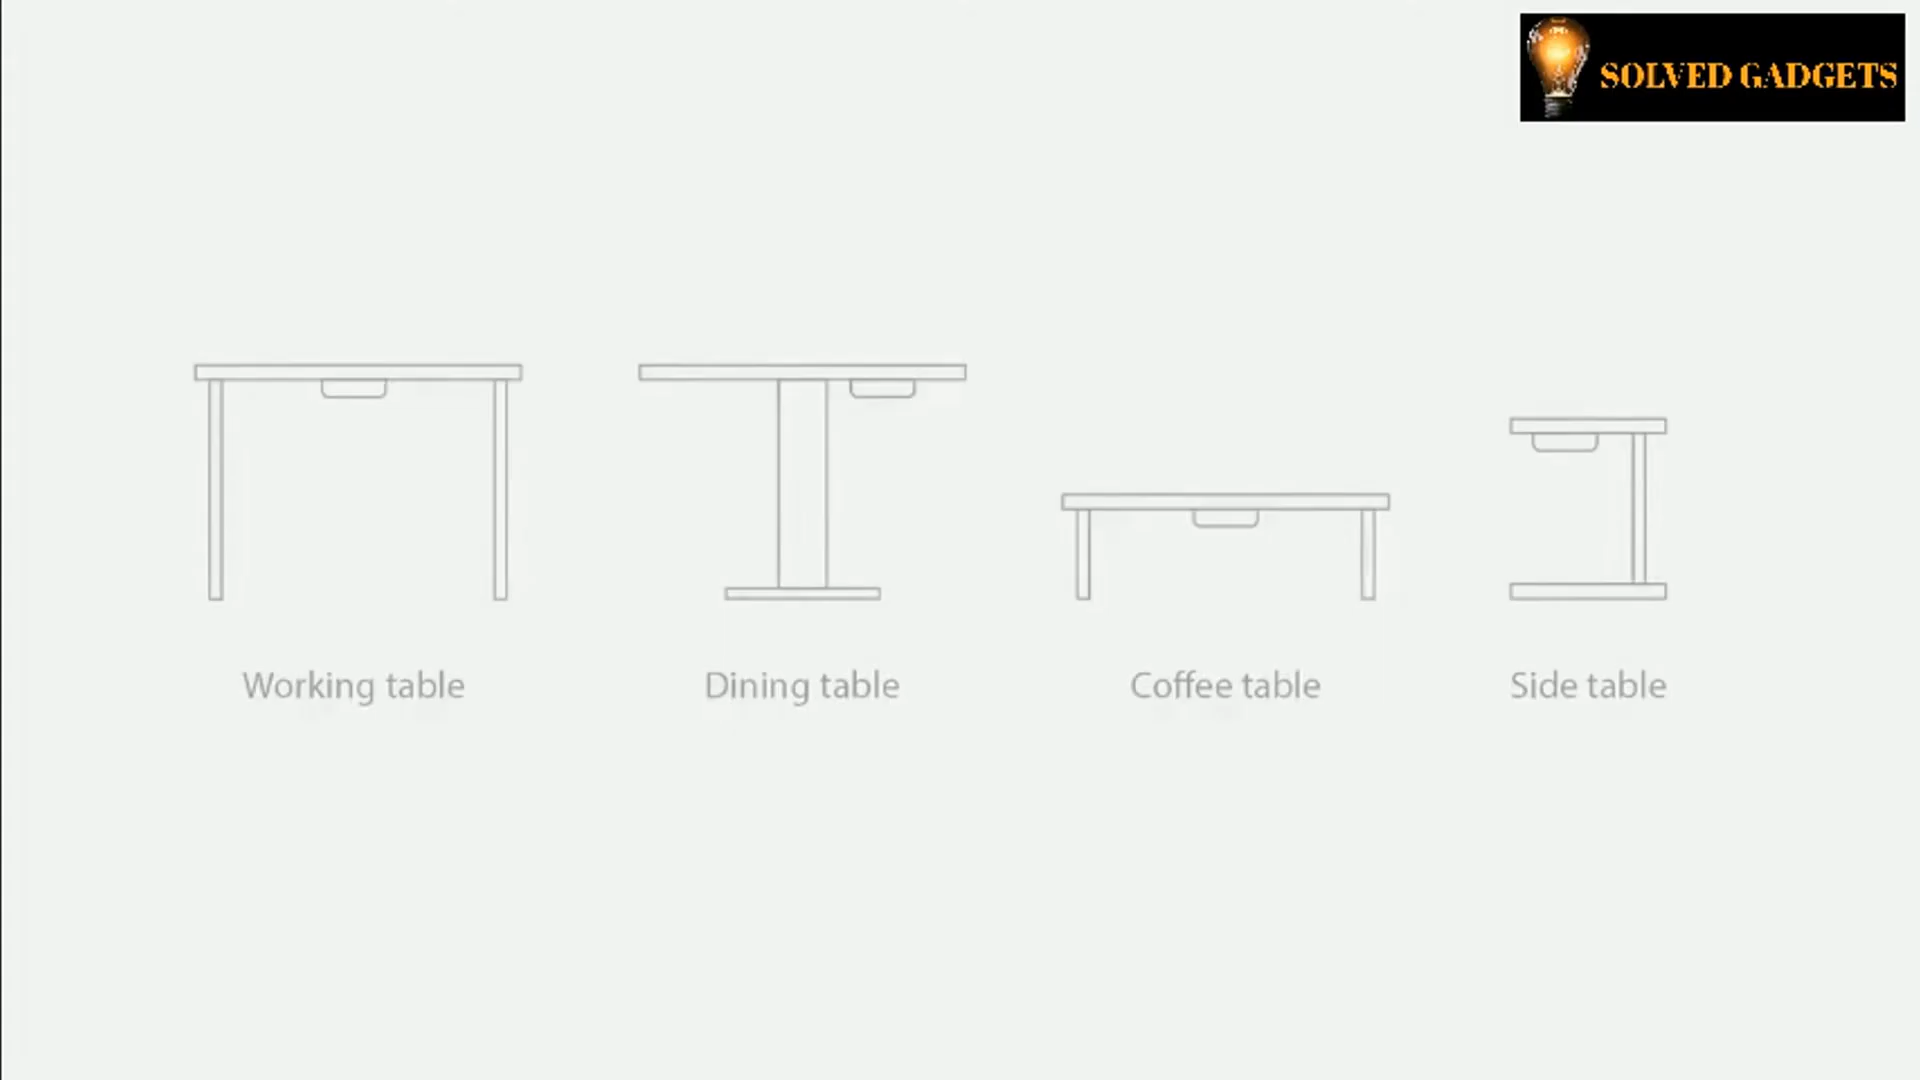 SOLVED GADGETS
Working table
Dining table
Coffee table
Side table